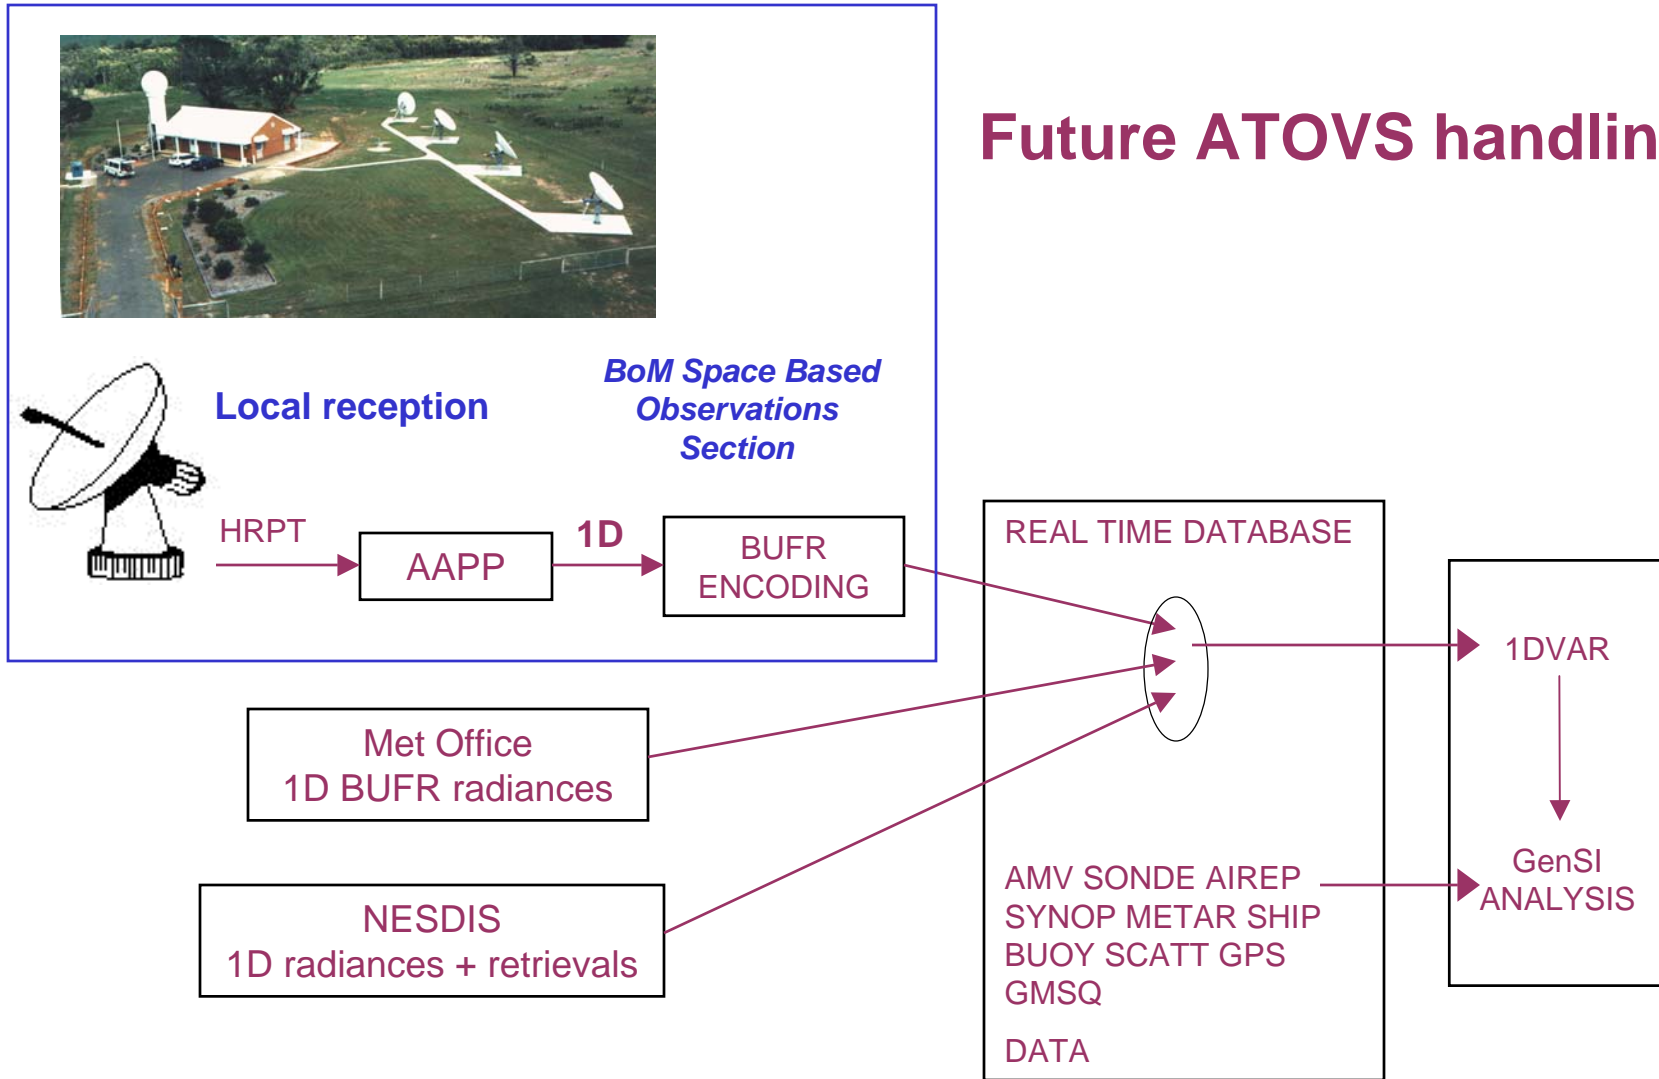 Future ATOVS handlin
Local reception
BoM Space Based
Observations
Section
HRPT
AAPP
1D
BUFR
ENCODING
REAL TIME DATABASE
1DVAR
Met Office
1D BUFR radiances
GenSI
ANALYSIS
NESDIS
1D radiances + retrievals
AMV SONDE AIREP
SYNOP METAR SHIP
BUOY SCATT GPS
GMSQ
DATA